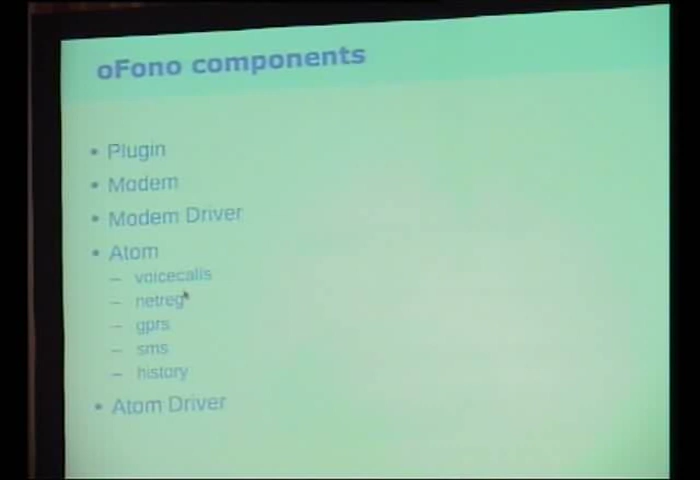 oFono components
• Plugin
• Modem
• Modem Driver
• Atom
– voicecalls
– netreg
– gprs
– sms
– history
• Atom Driver